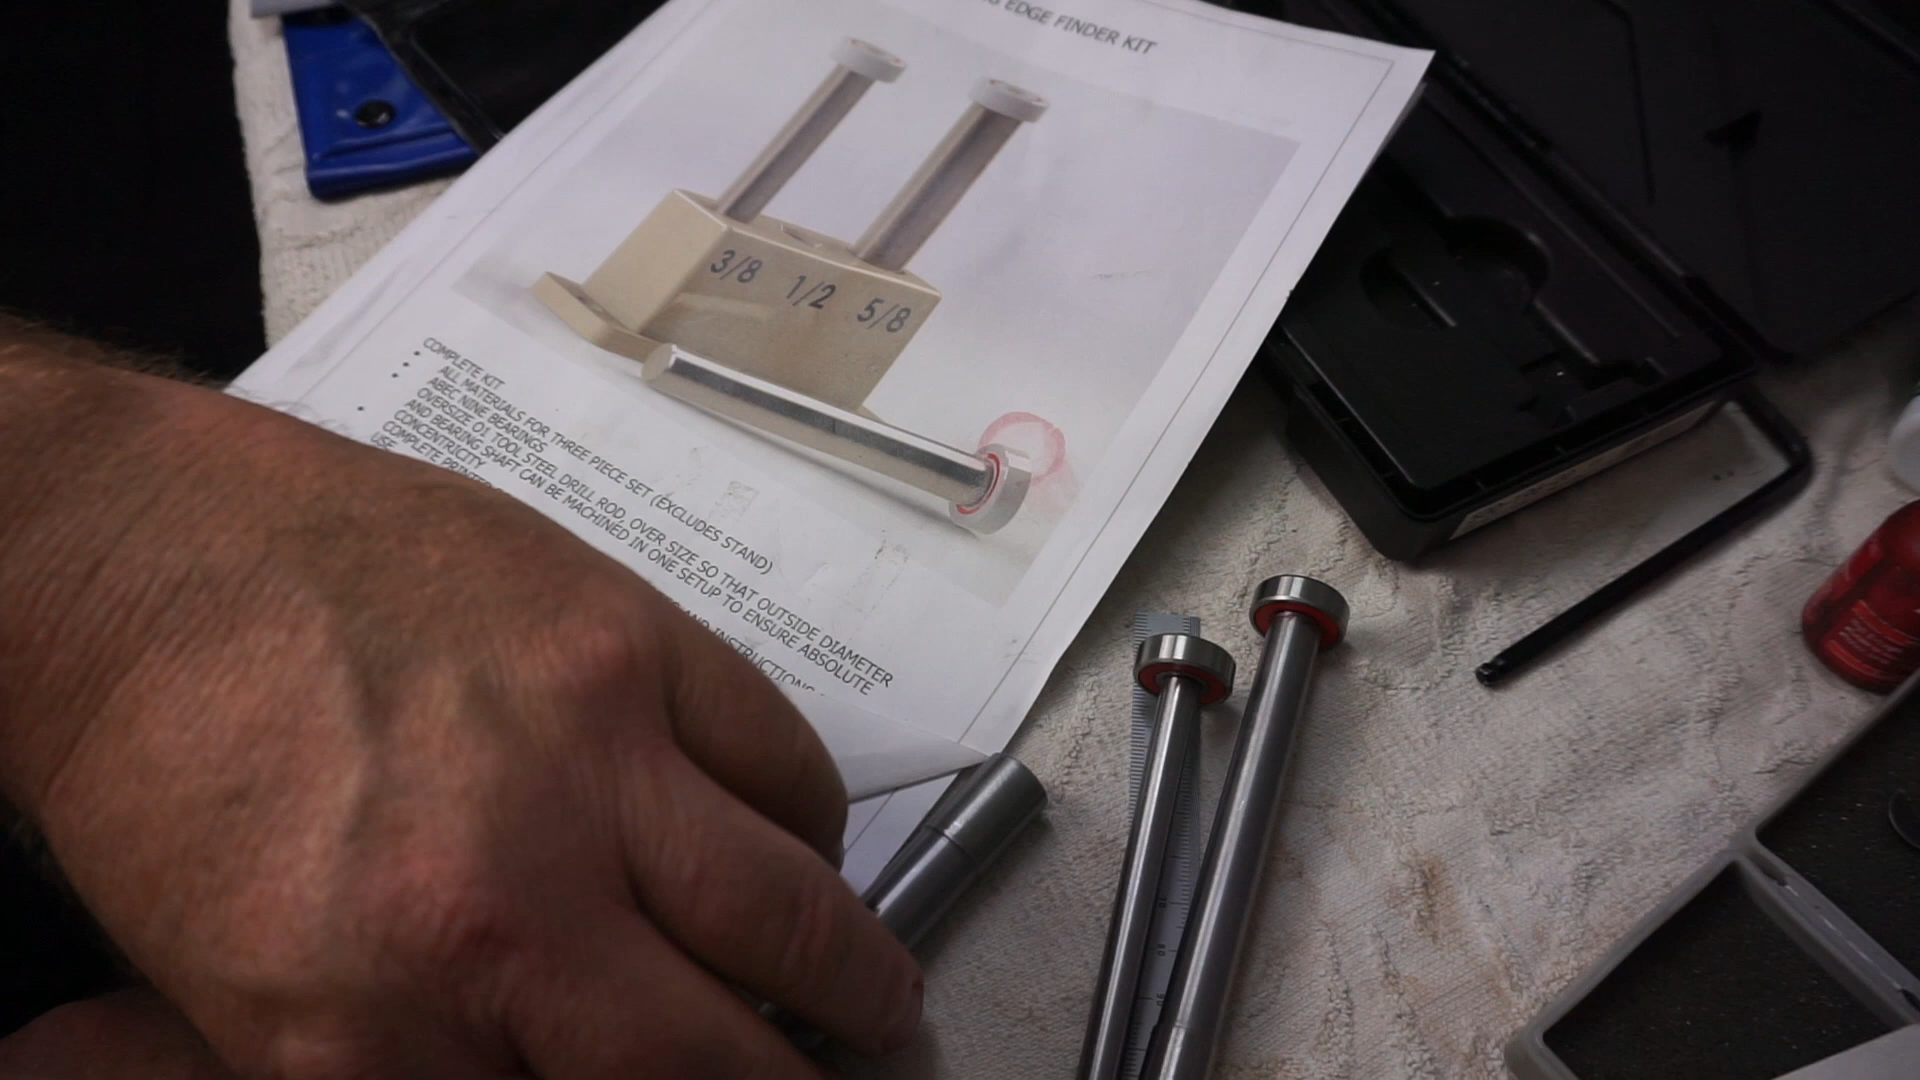 EDGE FINDER KIT
3/8 1/2 5/8
COMPLETE KIT
ALL MATERIALS FOR THREE PIECE SET (EXCLUDES STAND)
ABEC NINE BEARINGS
OVERSIZE O1 TOOL STEEL DRILL ROD, OVER SIZE SO THAT OUTSIDE DIAMETER
AND BEARING SHAFT CAN BE MACHINED IN ONE SETUP TO ENSURE ABSOLUTE
CONCENTRICITY
COMPLETE AND INSTRUCTIONS
USE